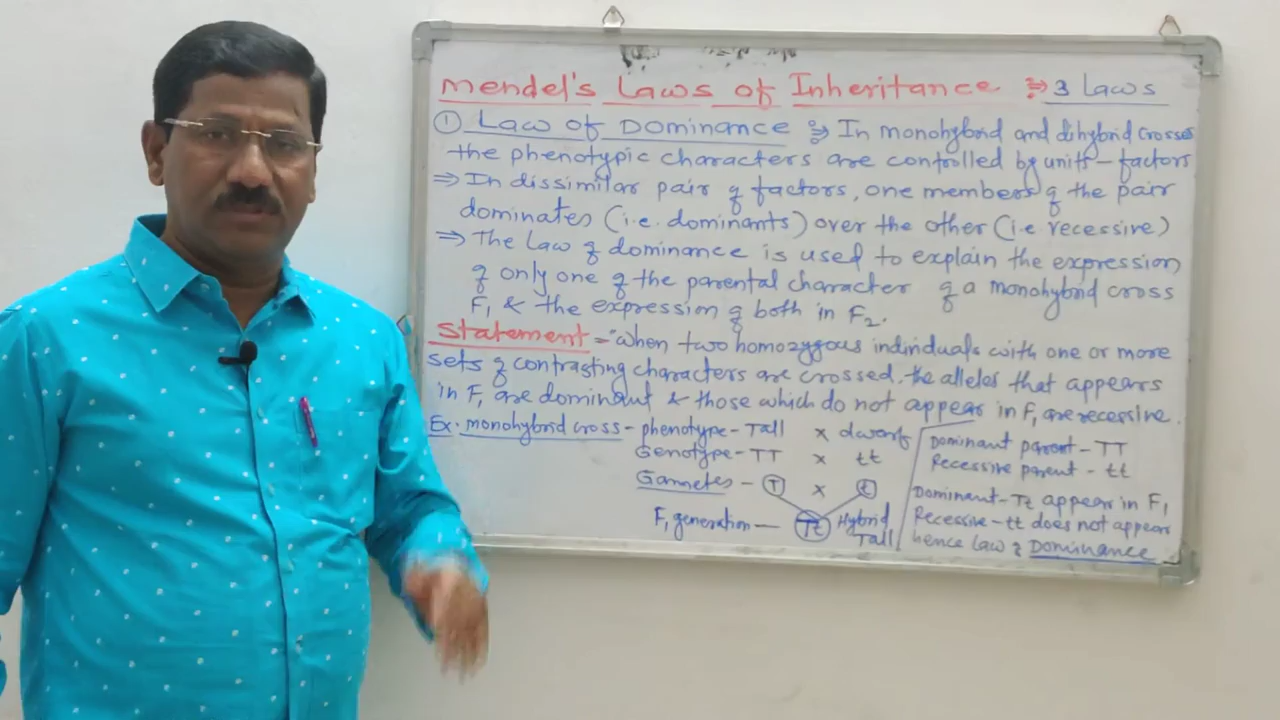 Mendel's Laws of Inheritance ⇒ 3 Laws
① Law of Dominance ⇒ In monohybrid and dihybrid crosses
the phenotypic characters are controlled by units - factors
⇒ In dissimilar pair of factors, one members of the pair
dominates (i.e. dominants) over the other (i.e recessive)
⇒ The Law of dominance is used to explain the expression
of only one of the parental character of a monohybrid cross
F₁ & the expression of both in F₂.
Statement = "When two homozygous individuals with one or more
sets of contrasting characters are crossed. the alleles that appears
in F₁ are dominant & those which do not appear in F₁ are recessive.
Ex. monohybrid cross - phenotype - Tall x dwarf
Genotype - TT x tt
Gametes - T x t
F₁ generation — Tt Hybrid Tall
Dominant parent - TT
Recessive parent - tt
Dominant - Tt appear in F₁
Recessive - tt does not appear
hence Law of Dominance